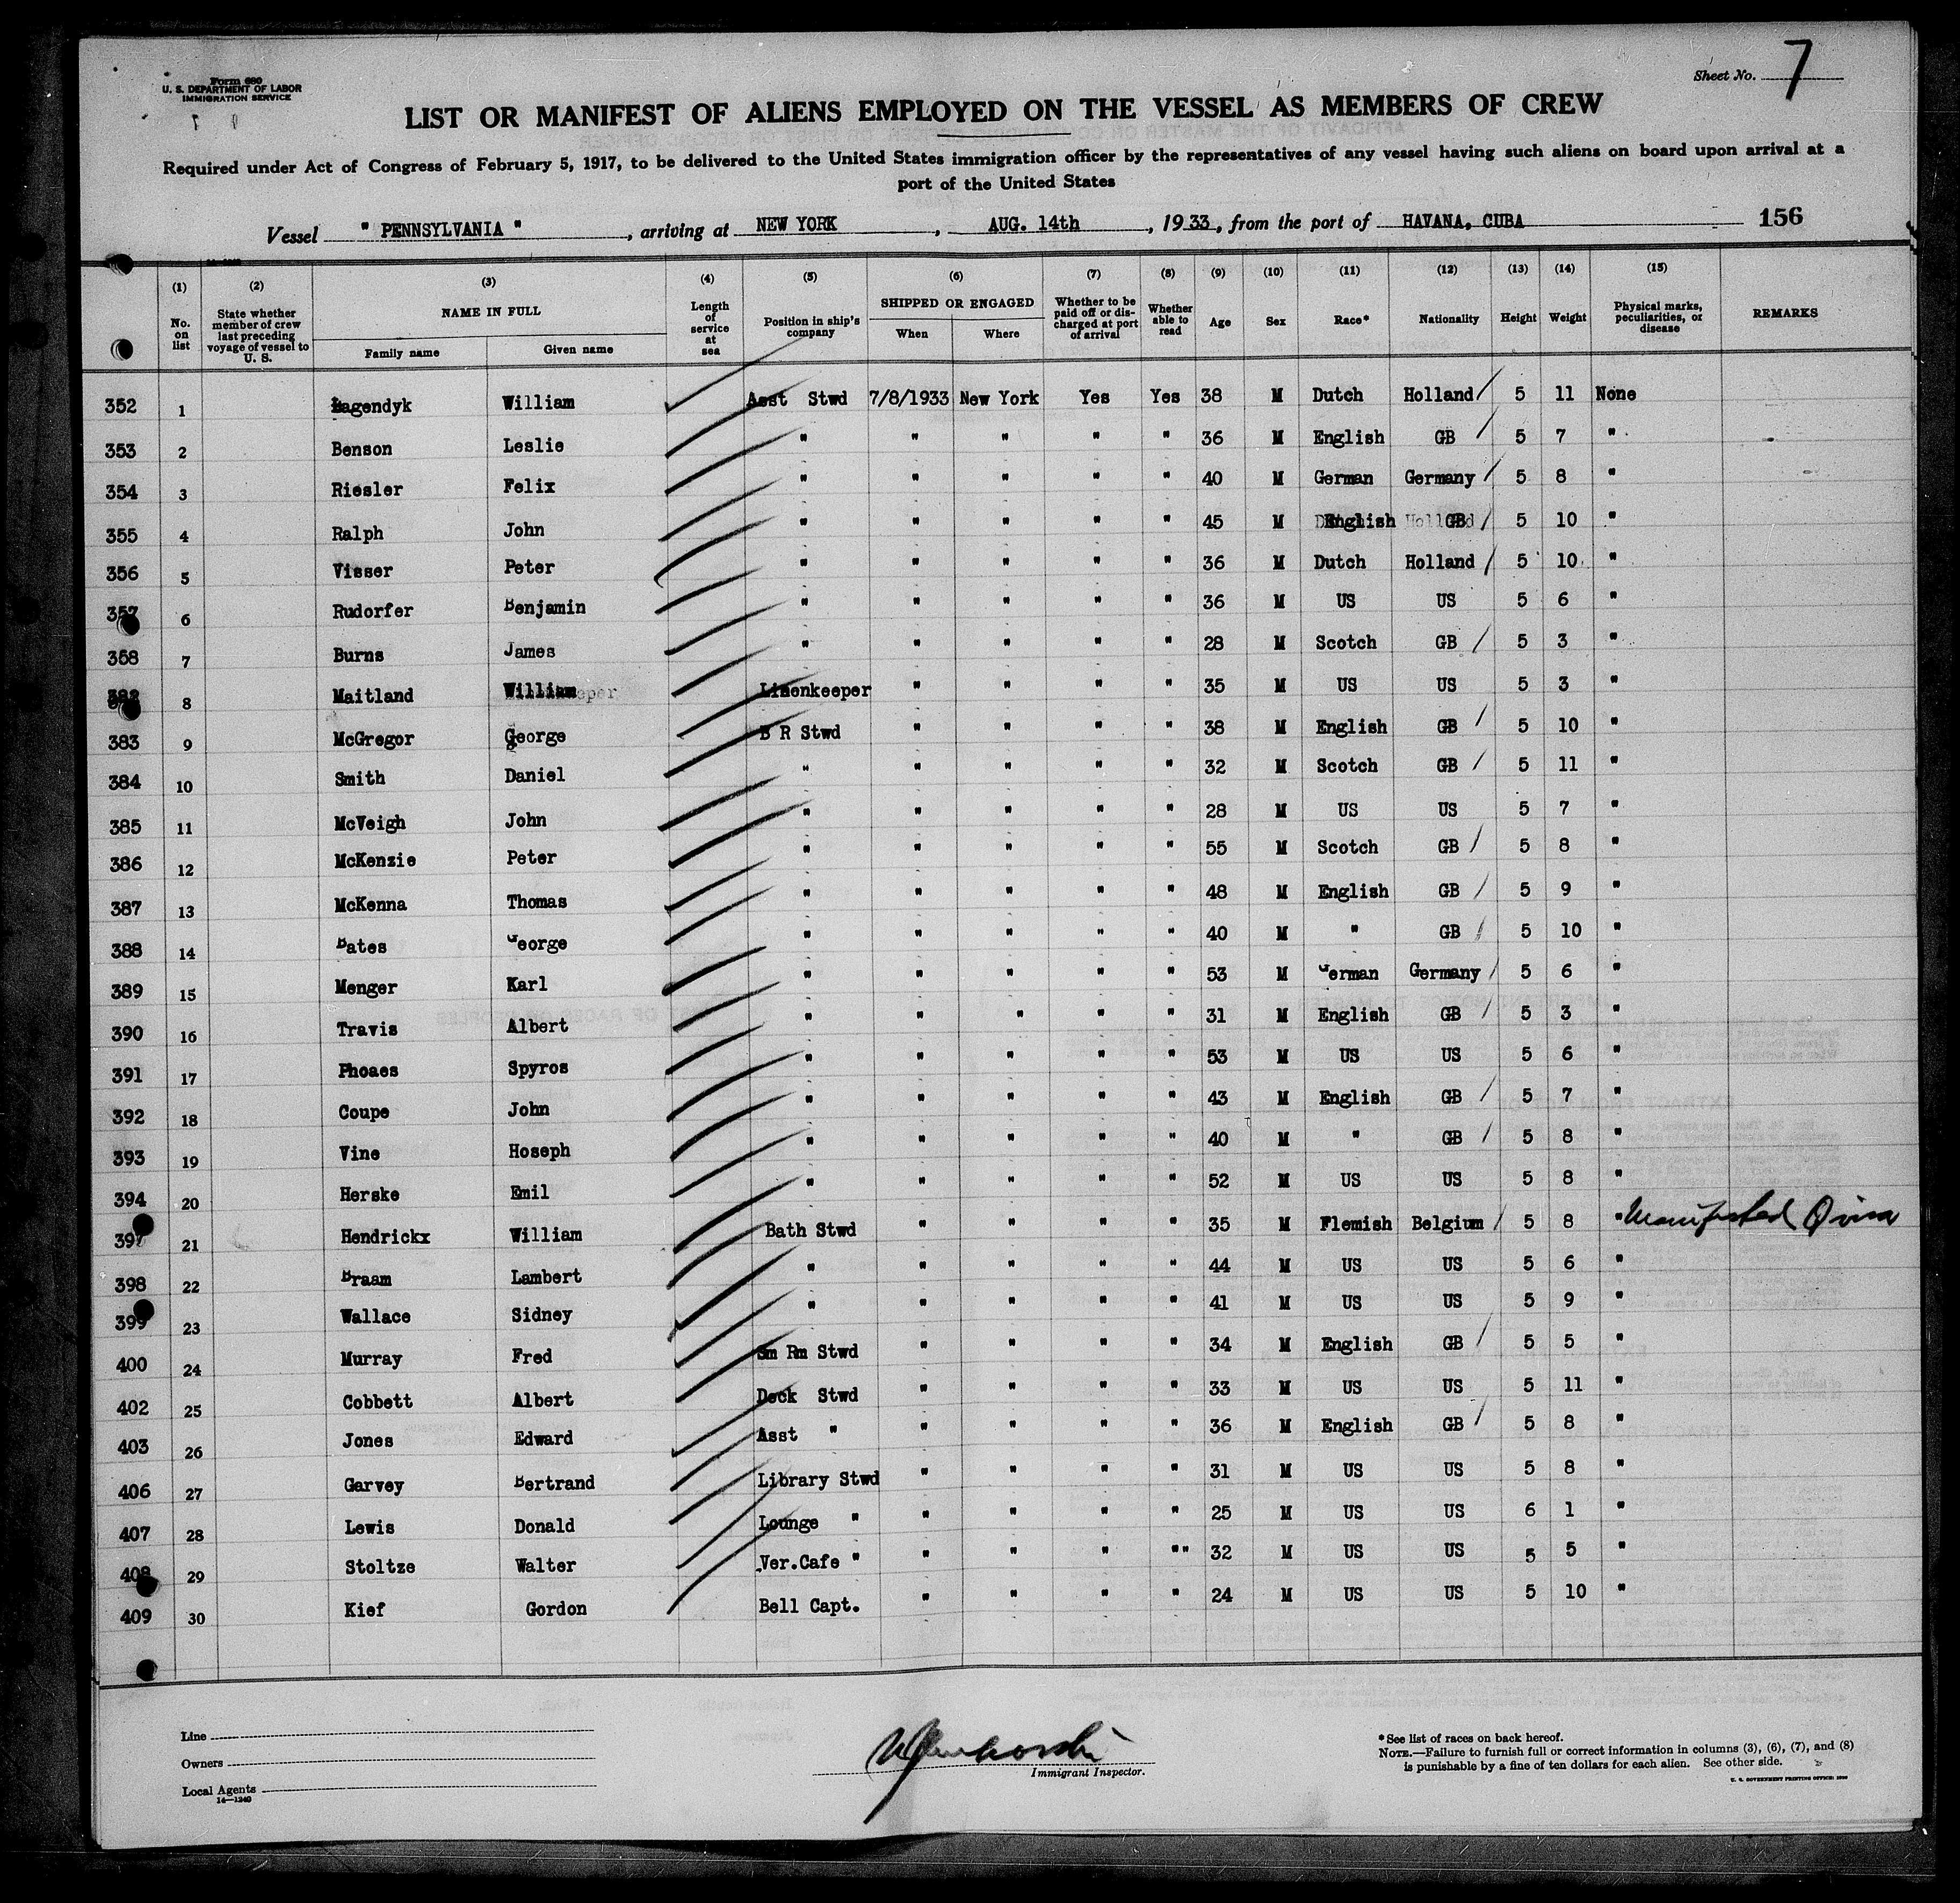 Form 680
U. S. DEPARTMENT OF LABOR
IMMIGRATION SERVICE
Sheet No. 7
LIST OR MANIFEST OF ALIENS EMPLOYED ON THE VESSEL AS MEMBERS OF CREW
Required under Act of Congress of February 5, 1917, to be delivered to the United States immigration officer by the representatives of any vessel having such aliens on board upon arrival at a
port of the United States
Vessel " PENNSYLVANIA ", arriving at NEW YORK, AUG. 14th, 1933, from the port of HAVANA, CUBA 156
(1) (2) (3) (4) (5) (6) (7) (8) (9) (10) (11) (12) (13) (14) (15)
No. on list State whether member of crew last preceding voyage of vessel to U. S. NAME IN FULL Family name Given name Length of service at sea Position in ship's company SHIPPED OR ENGAGED When Where Whether to be paid off or discharged at port of arrival Whether able to read Age Sex Race* Nationality Height Weight Physical marks, peculiarities, or disease REMARKS
352 1 Bagendyk William Asst Stwd 7/8/1933 New York Yes Yes 38 M Dutch Holland 5 11 None
353 2 Benson Leslie " " " " " 36 M English GB 5 7 "
354 3 Riesler Felix " " " " " 40 M German Germany 5 8 "
355 4 Ralph John " " " " " 45 M English GB 5 10 "
356 5 Visser Peter " " " " " 36 M Dutch Holland 5 10 "
357 6 Rudorfer Benjamin " " " " " 36 M US US 5 6 "
358 7 Burns James " " " " " 28 M Scotch GB 5 3 "
382 8 Maitland William Linenkeeper " " " " 35 M US US 5 3 "
383 9 McGregor George B R Stwd " " " " 38 M English GB 5 10 "
384 10 Smith Daniel " " " " " 32 M Scotch GB 5 11 "
385 11 McVeigh John " " " " " 28 M US US 5 7 "
386 12 McKenzie Peter " " " " " 55 M Scotch GB 5 8 "
387 13 McKenna Thomas " " " " " 48 M English GB 5 9 "
388 14 Bates George " " " " " 40 M " GB 5 10 "
389 15 Menger Karl " " " " " 53 M German Germany 5 6 "
390 16 Travis Albert " " " " " 31 M English GB 5 3 "
391 17 Phoaes Spyros " " " " " 53 M US US 5 6 "
392 18 Coupe John " " " " " 43 M English GB 5 7 "
393 19 Vine Hoseph " " " " " 40 M " GB 5 8 "
394 20 Herske Emil " " " " " 52 M US US 5 8 "
397 21 Hendrickx William Bath Stwd " " " " 35 M Flemish Belgium 5 8 " Manifested
398 22 Braam Lambert " " " " " 44 M US US 5 6 "
399 23 Wallace Sidney " " " " " 41 M US US 5 9 "
400 24 Murray Fred Sm Rm Stwd " " " " 34 M English GB 5 5 "
402 25 Cobbett Albert Deck Stwd " " " " 33 M US US 5 11 "
403 26 Jones Edward Asst " " " " " 36 M English GB 5 8 "
406 27 Garvey Bertrand Library Stwd " " " " 31 M US US 5 8 "
407 28 Lewis Donald Lounge " " " " " 25 M US US 6 1 "
408 29 Stoltze Walter Ver.Cafe " " " " "" 32 M US US 5 5 "
409 30 Kief Gordon Bell Capt. " " " " 24 M US US 5 10 "
Line
Owners
Local Agents
14—1240
Immigrant Inspector.
* See list of races on back hereof.
NOTE.—Failure to furnish full or correct information in columns (3), (6), (7), and (8)
is punishable by a fine of ten dollars for each alien. See other side.